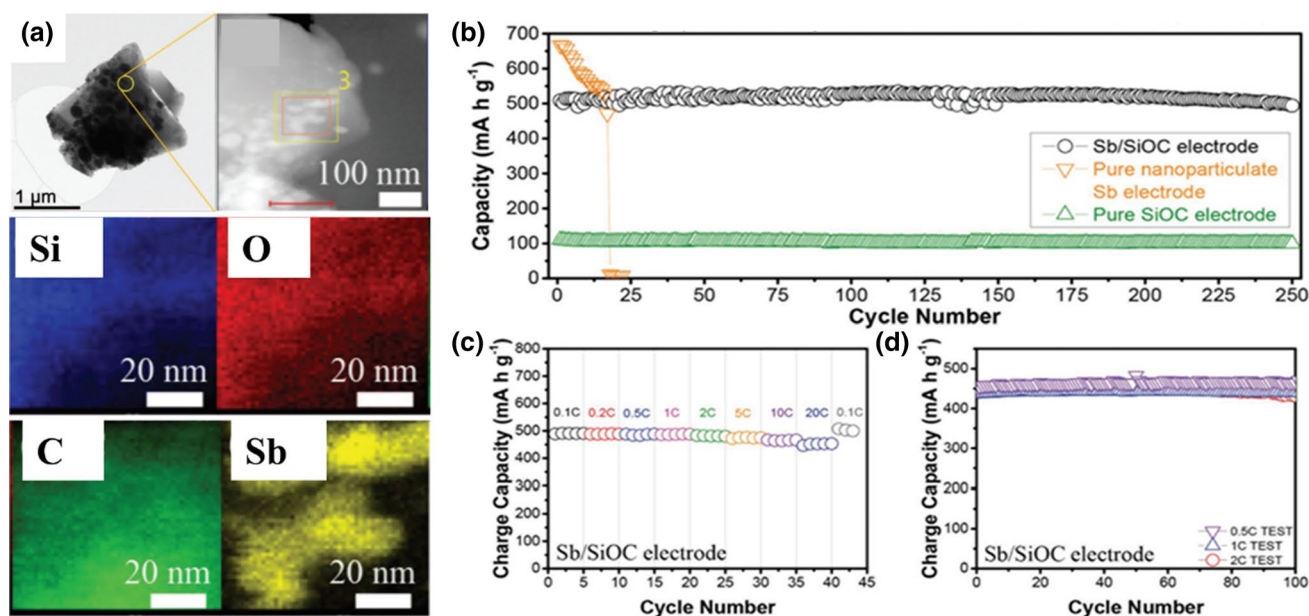 (a)
3
1 μm
100 nm
Si
O
20 nm
20 nm
C
Sb
20 nm
20 nm
(b)
Capacity (mA h g⁻¹)
700
600
500
400
300
200
100
0
Sb/SiOC electrode
Pure nanoparticulate
Sb electrode
Pure SiOC electrode
0 25 50 75 100 125 150 175 200 225 250
Cycle Number
(c)
Charge Capacity (mA h g⁻¹)
800
700
600
500
400
300
200
100
0
0.1C 0.2C 0.5C 1C 2C 5C 10C 20C 0.1C
Sb/SiOC electrode
0 5 10 15 20 25 30 35 40 45
Cycle Number
(d)
Charge Capacity (mA h g⁻¹)
500
400
300
200
100
0
0.5C TEST
1C TEST
2C TEST
Sb/SiOC electrode
0 20 40 60 80 100
Cycle Number